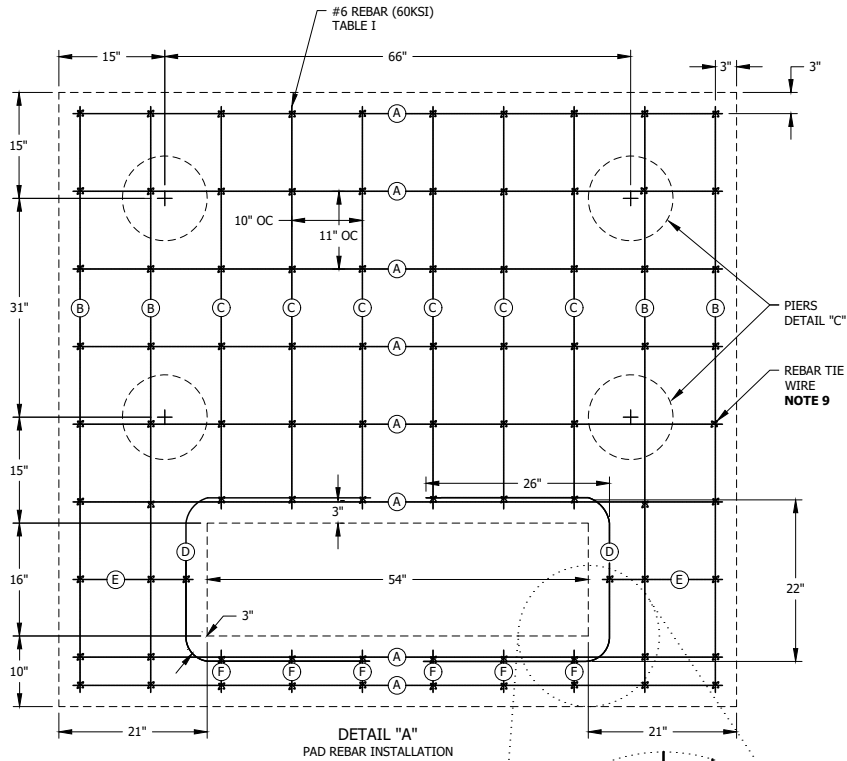 #6 REBAR (60KSI)
TABLE I
15"
66"
3"
3"
A
15"
A
10" OC
11" OC
A
31"
B
B
C
C
C
C
C
C
B
B
PIERS
DETAIL "C"
A
REBAR TIE
WIRE
NOTE 9
A
15"
26"
A
3"
D
D
16"
E
54"
E
22"
3"
10"
A
F
F
F
F
F
F
A
21"
21"
DETAIL "A"
PAD REBAR INSTALLATION